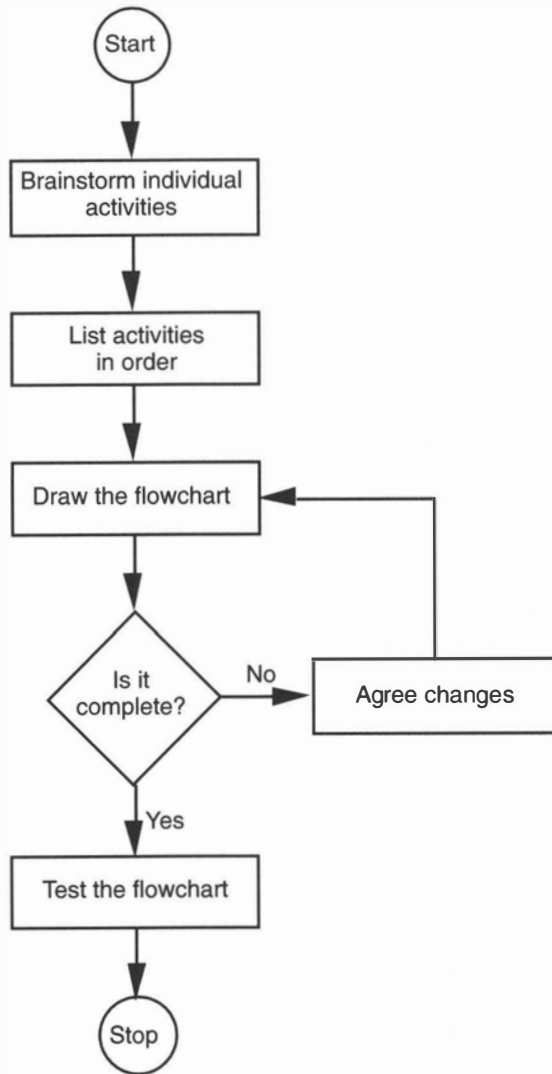 Start
Brainstorm individual
activities
List activities
in order
Draw the flowchart
Is it
complete?
No
Agree changes
Yes
Test the flowchart
Stop